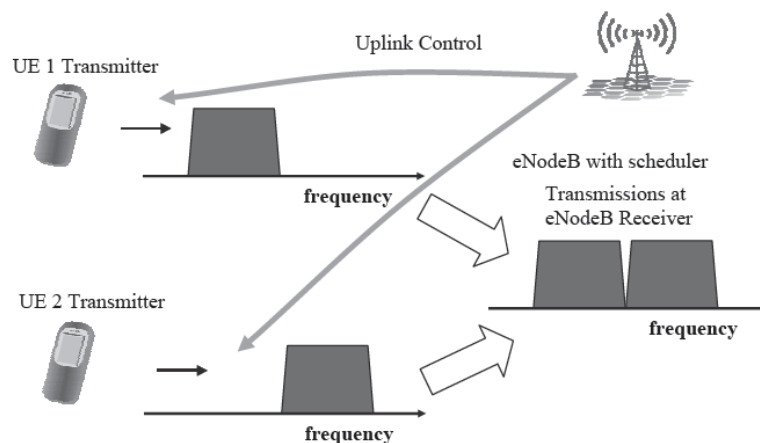 Uplink Control
UE 1 Transmitter
frequency
eNodeB with scheduler
Transmissions at
eNodeB Receiver
frequency
UE 2 Transmitter
frequency